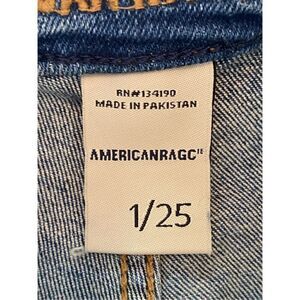 RN#134190
MADE IN PAKISTAN
AMERICANRAGCIE
1/25